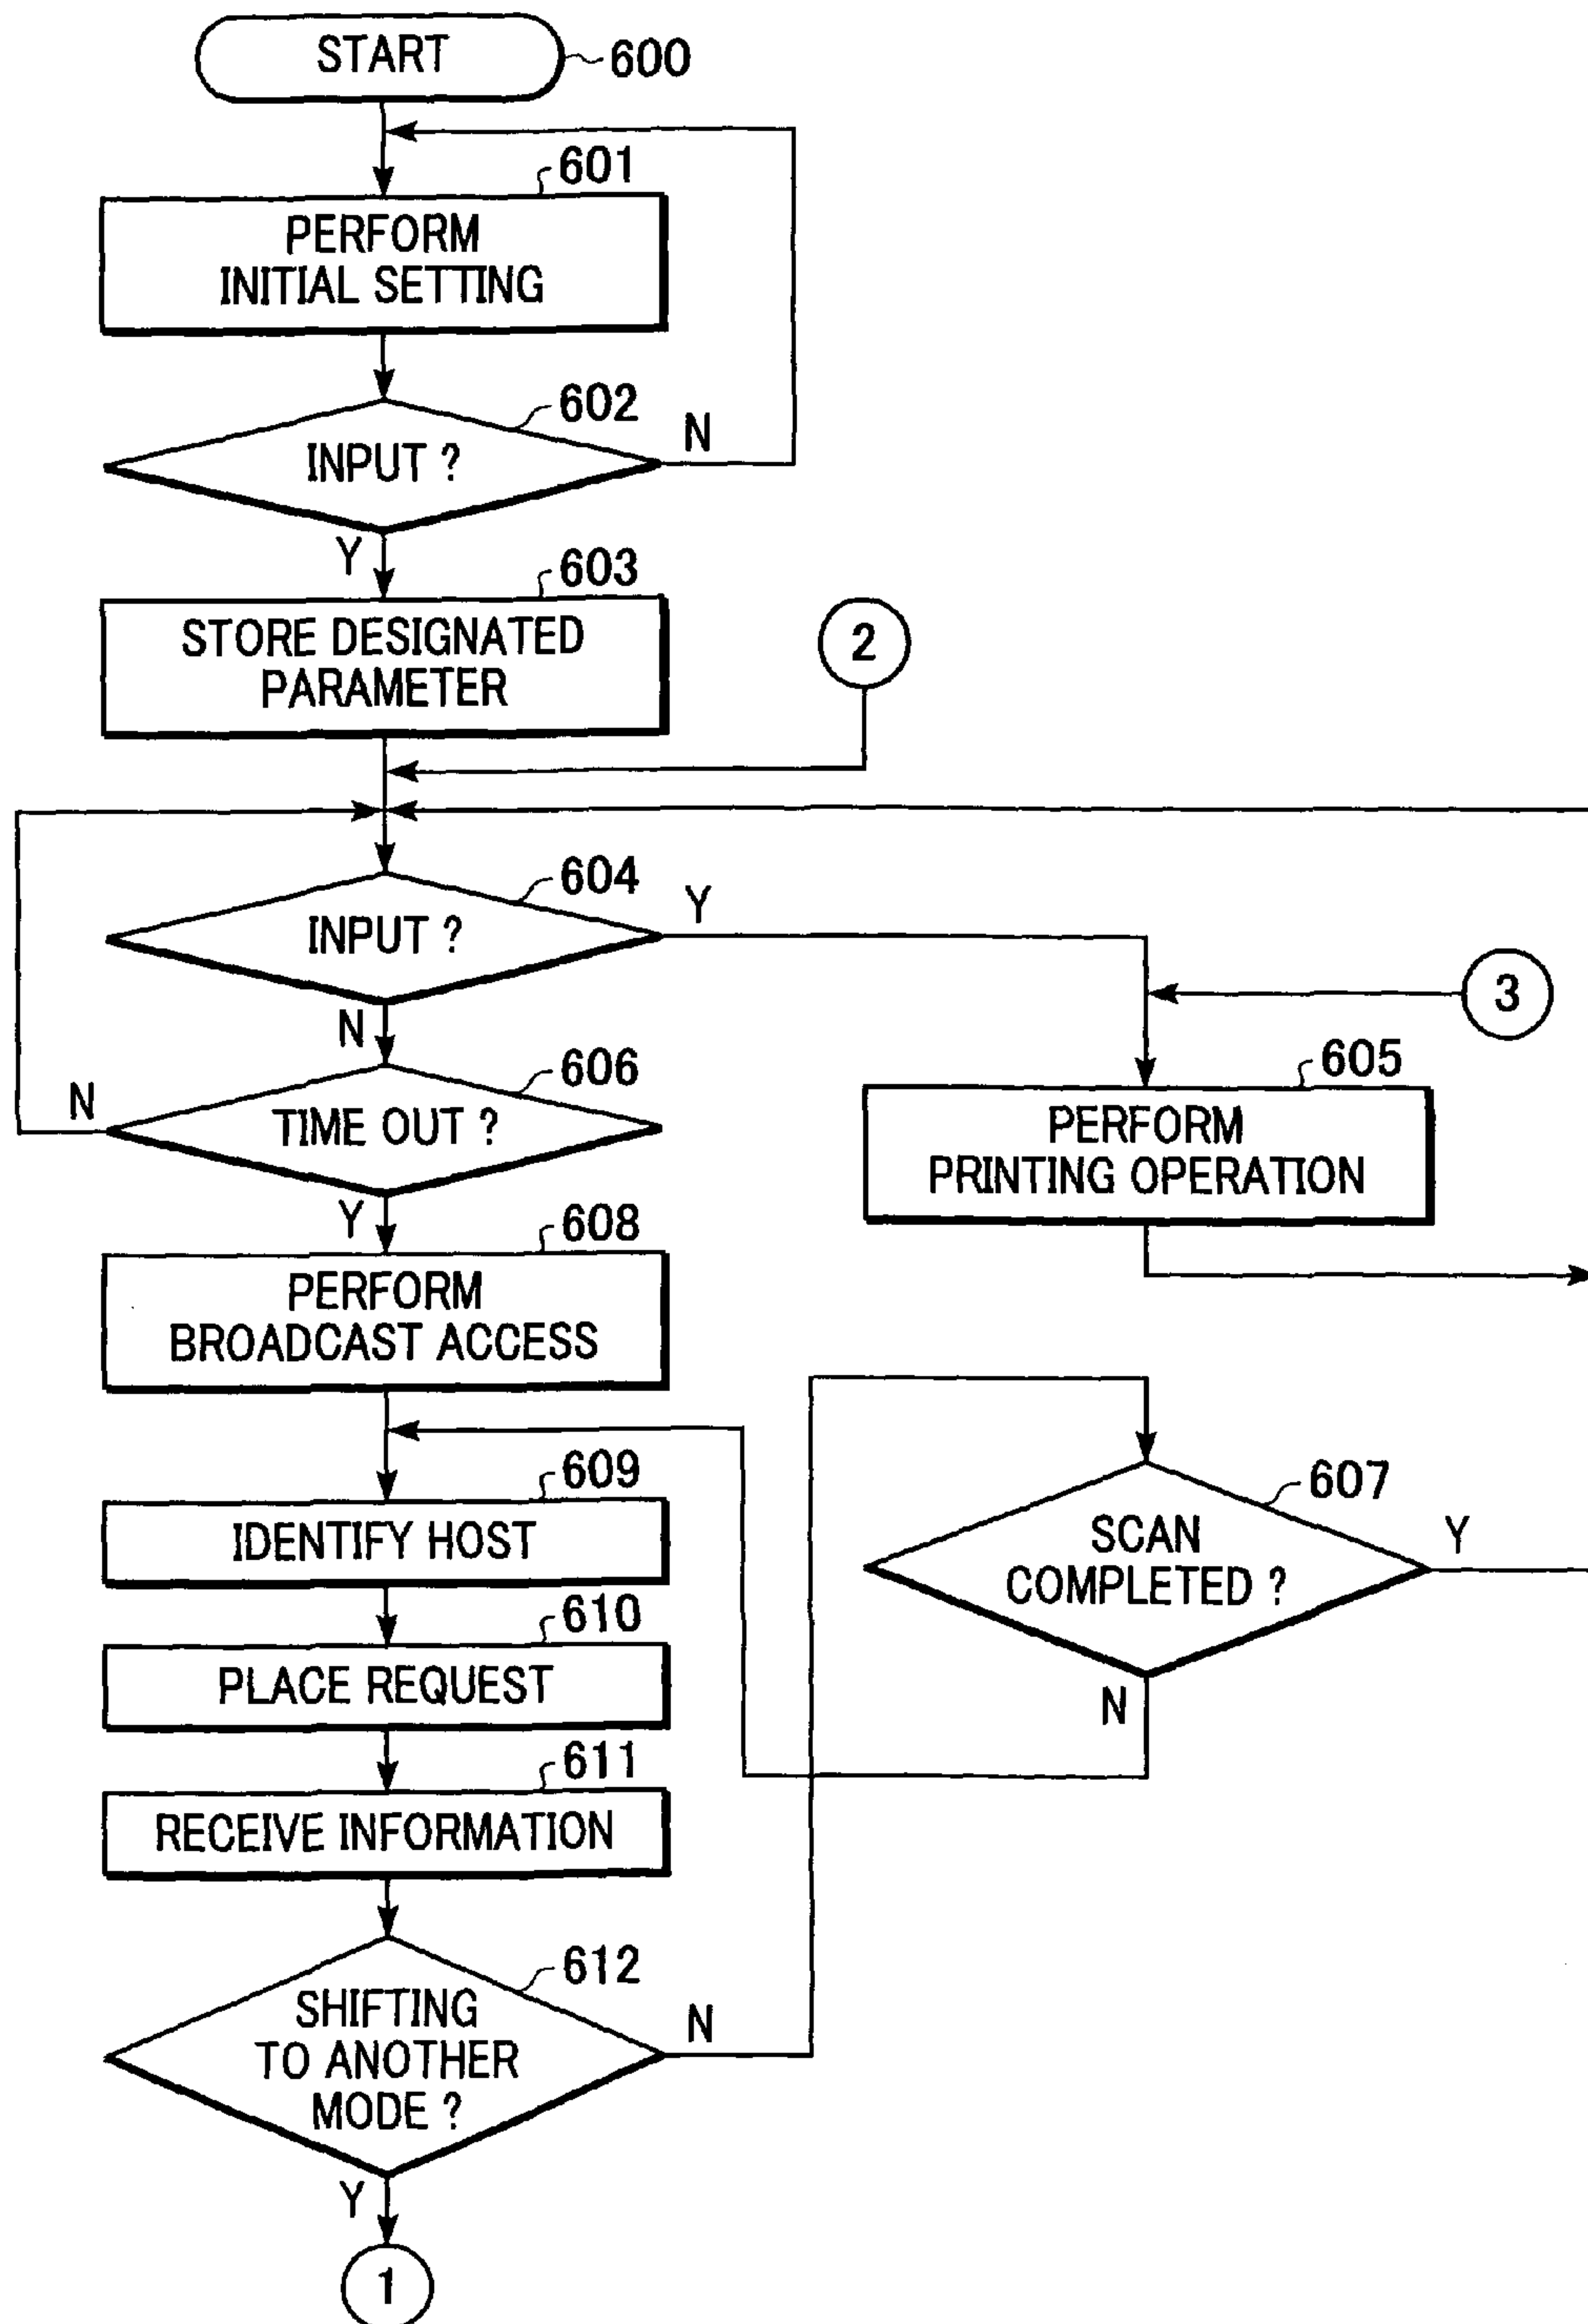 START
600
601
PERFORM
INITIAL SETTING
602
INPUT ?
N
Y
603
STORE DESIGNATED
PARAMETER
2
604
INPUT ?
Y
N
3
606
TIME OUT ?
N
Y
605
PERFORM
PRINTING OPERATION
608
PERFORM
BROADCAST ACCESS
609
IDENTIFY HOST
607
SCAN
COMPLETED ?
Y
N
610
PLACE REQUEST
611
RECEIVE INFORMATION
612
SHIFTING
TO ANOTHER
MODE ?
N
Y
1